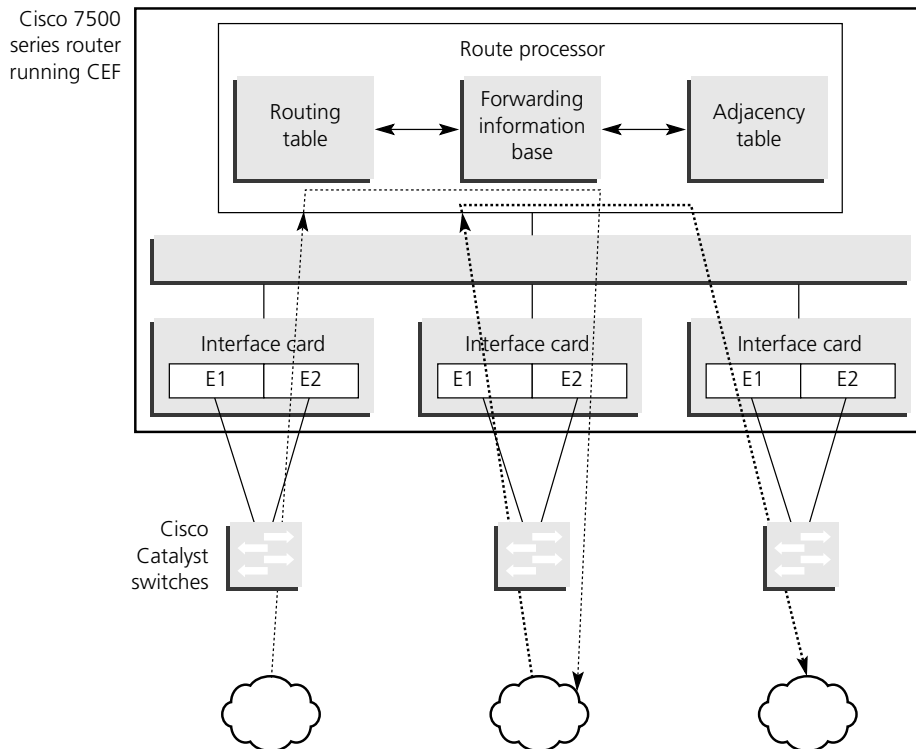 Cisco 7500
series router
running CEF
Route processor
Routing
table
Forwarding
information
base
Adjacency
table
Interface card
E1
E2
Interface card
E1
E2
Interface card
E1
E2
Cisco
Catalyst
switches